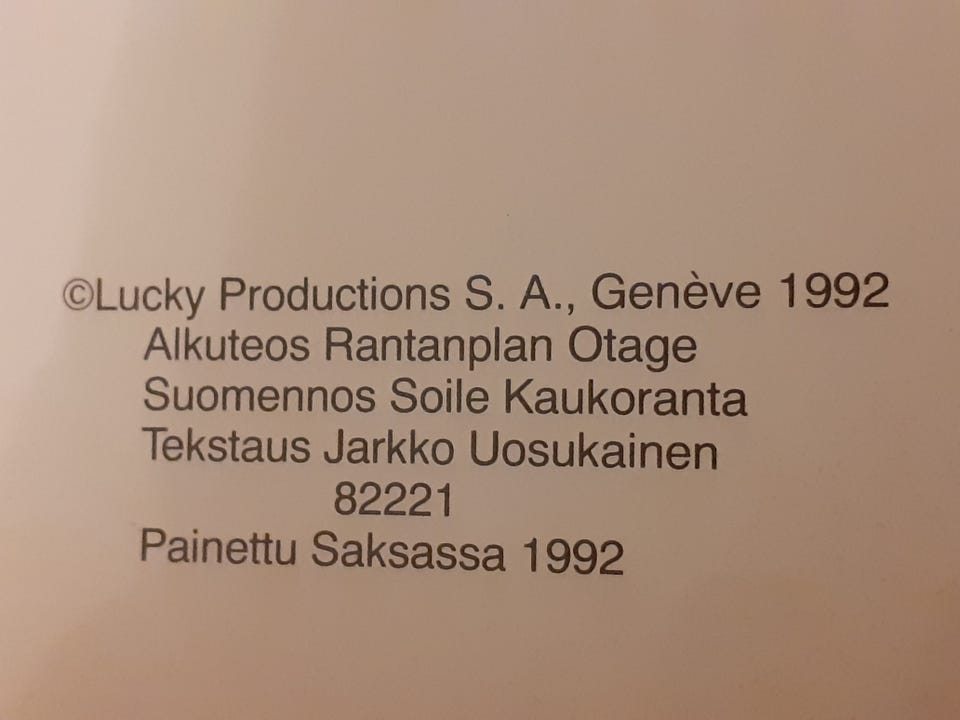 ©Lucky Productions S. A., Genève 1992
Alkuteos Rantanplan Otage
Suomennos Soile Kaukoranta
Tekstaus Jarkko Uosukainen
82221
Painettu Saksassa 1992